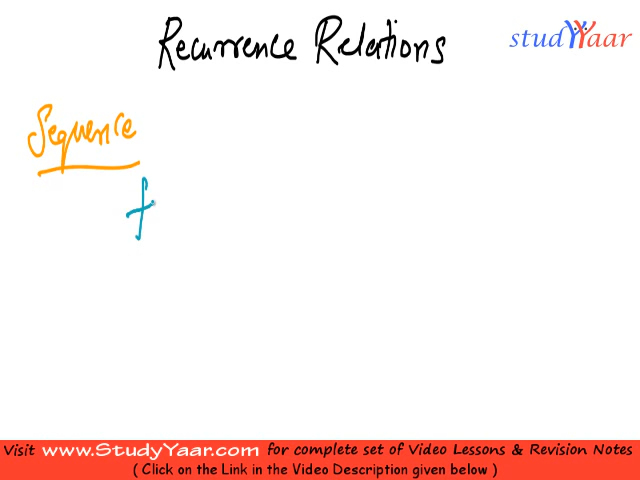 Recurrence Relations
studYYaar
Sequence
f
Visit www.StudyYaar.com for complete set of Video Lessons & Revision Notes
( Click on the Link in the Video Description given below )